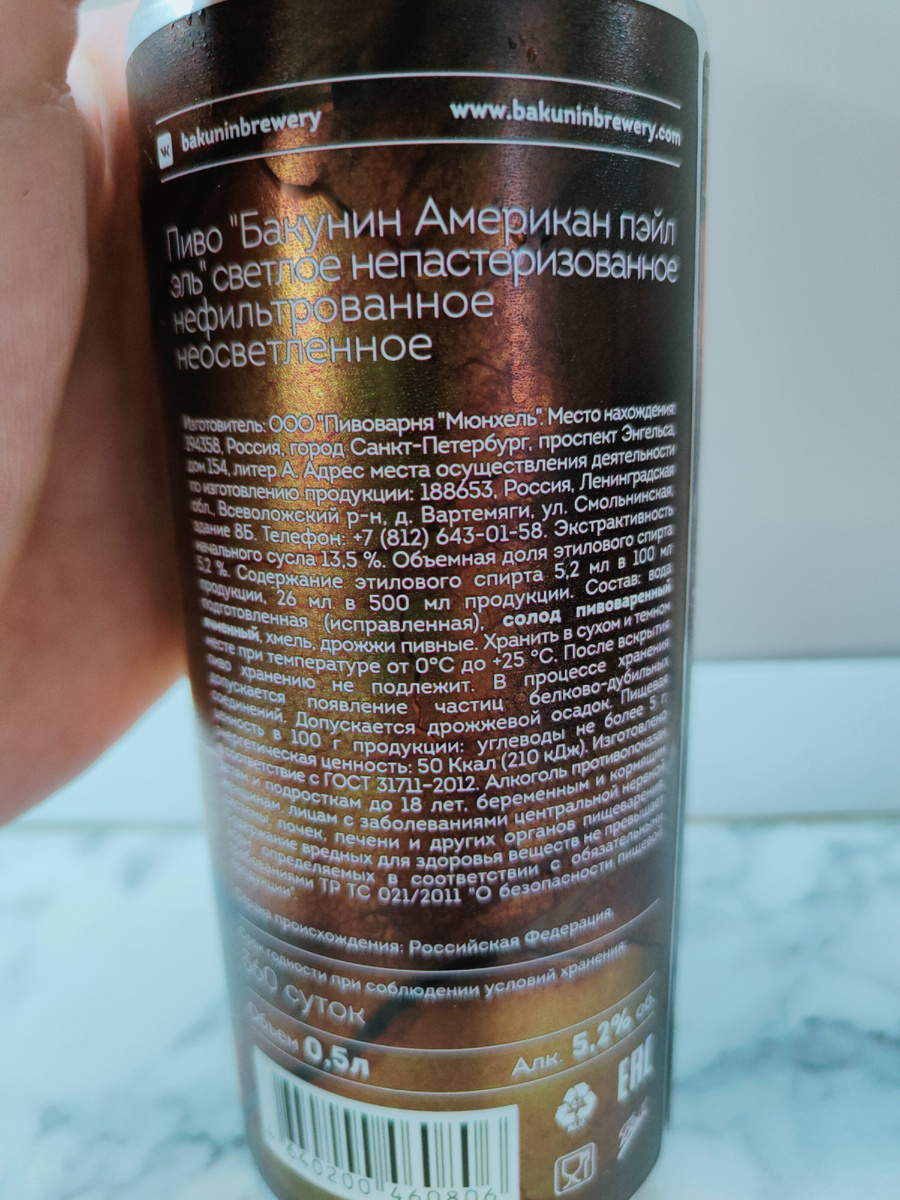 bakuninbrewery www.bakuninbrewery.com
Пиво "Бакунин Американ пэйл
эль" светлое непастеризованное
нефильтрованное
неосветленное
Изготовитель: ООО "Пивоварня "Мюнхель". Место нахождения:
194358, Россия, город Санкт-Петербург, проспект Энгельса,
дом 154, литер А. Адрес места осуществления деятельности
по изготовлению продукции: 188653, Россия, Ленинградская
обл., Всеволожский р-н, д. Вартемяги, ул. Смольнинская,
здание 8Б. Телефон: +7 (812) 643-01-58. Экстрактивность
начального сусла 13,5 %. Объемная доля этилового спирта
5,2 %. Содержание этилового спирта 5,2 мл в 100 мл
продукции, 26 мл в 500 мл продукции. Состав: вода
подготовленная (исправленная), солод пивоваренный
ячменный, хмель, дрожжи пивные. Хранить в сухом и темном
месте при температуре от 0°C до +25 °C. После вскрытия
пиво хранению не подлежит. В процессе хранения
допускается появление частиц белково-дубильных
соединений. Допускается дрожжевой осадок. Пищевая
ценность в 100 г продукции: углеводы не более 5 г,
энергетическая ценность: 50 Ккал (210 кДж). Изготовлено
в соответствие с ГОСТ 31711-2012. Алкоголь противопоказан
детям и подросткам до 18 лет, беременным и кормящим
женщинам, лицам с заболеваниями центральной нервной
системы, почек, печени и других органов пищеварения.
Содержание вредных для здоровья веществ не превышает
определяемых в соответствии с обязательными
требованиями ТР ТС 021/2011 "О безопасности пищевой
продукции"
Страна происхождения: Российская Федерация.
Срок годности при соблюдении условий хранения:
360 суток
Объем 0,5л Алк. 5,2% об.
EAC
4 640200 460806